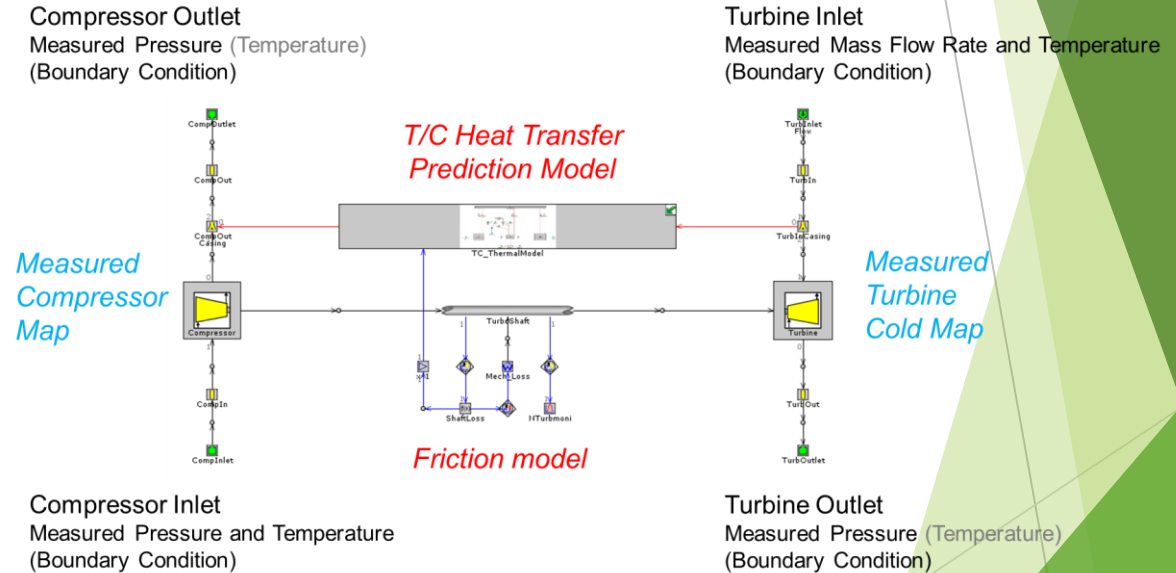 Compressor Outlet
Measured Pressure (Temperature)
(Boundary Condition)
Turbine Inlet
Measured Mass Flow Rate and Temperature
(Boundary Condition)
CompOutlet
CompOut
CompOut
Casing
T/C Heat Transfer
Prediction Model
TC_ThermalModel
TurbInlet
Flow
TurbIn
TurbInCasing
Measured
Compressor
Map
Compressor
TurboShaft
Turbine
Measured
Turbine
Cold Map
Mech_Loss
ShaftLoss
NTurbmoni
CompIn
CompInlet
TurbOut
TurbOutlet
Friction model
Compressor Inlet
Measured Pressure and Temperature
(Boundary Condition)
Turbine Outlet
Measured Pressure (Temperature)
(Boundary Condition)